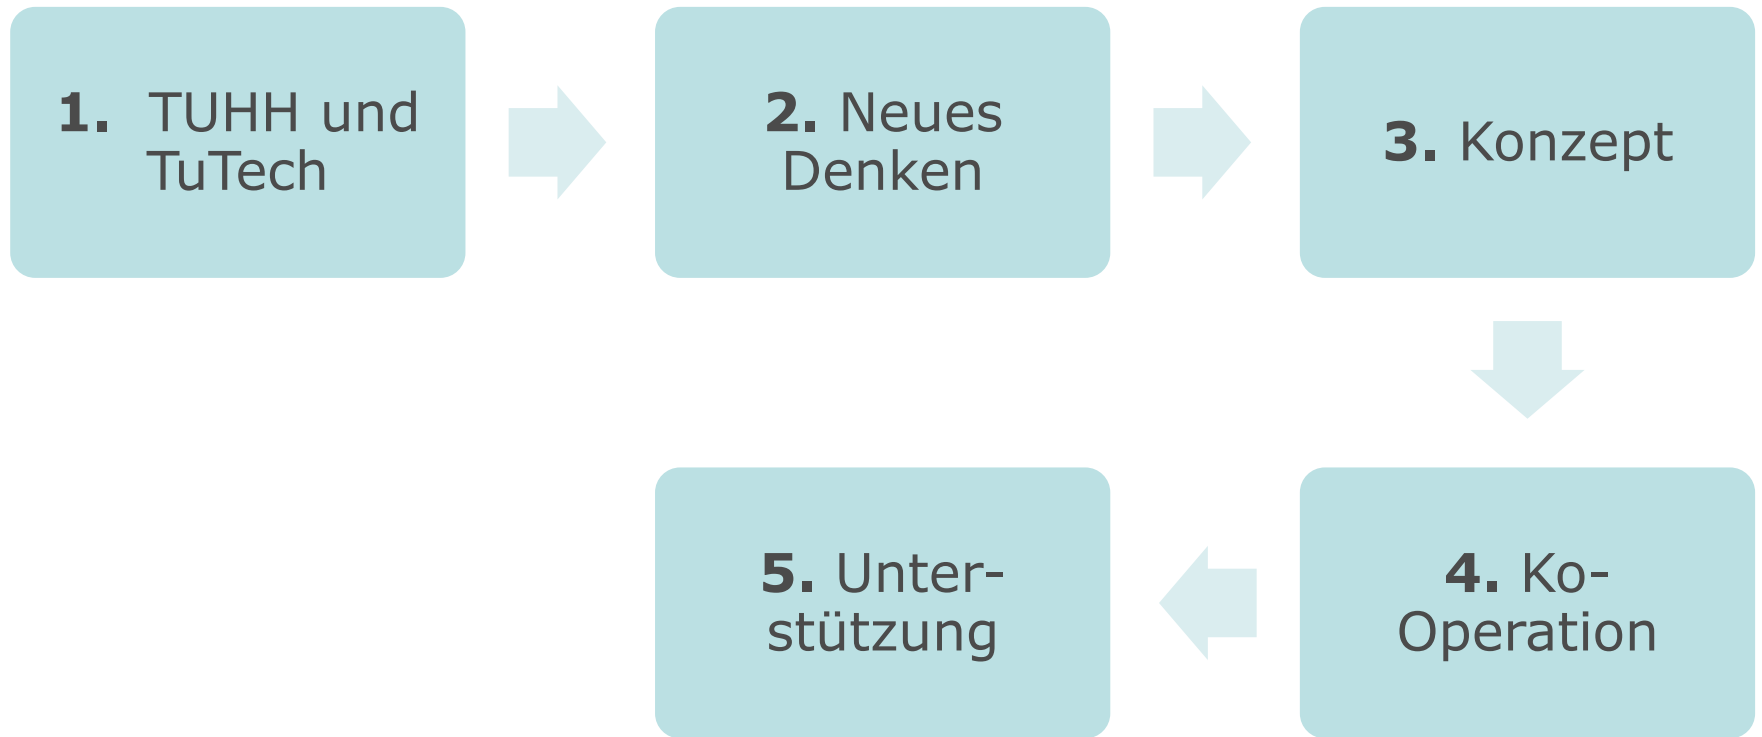 1. TUHH und
TuTech
2. Neues
Denken
3. Konzept
4. Ko-
Operation
5. Unter-
stützung